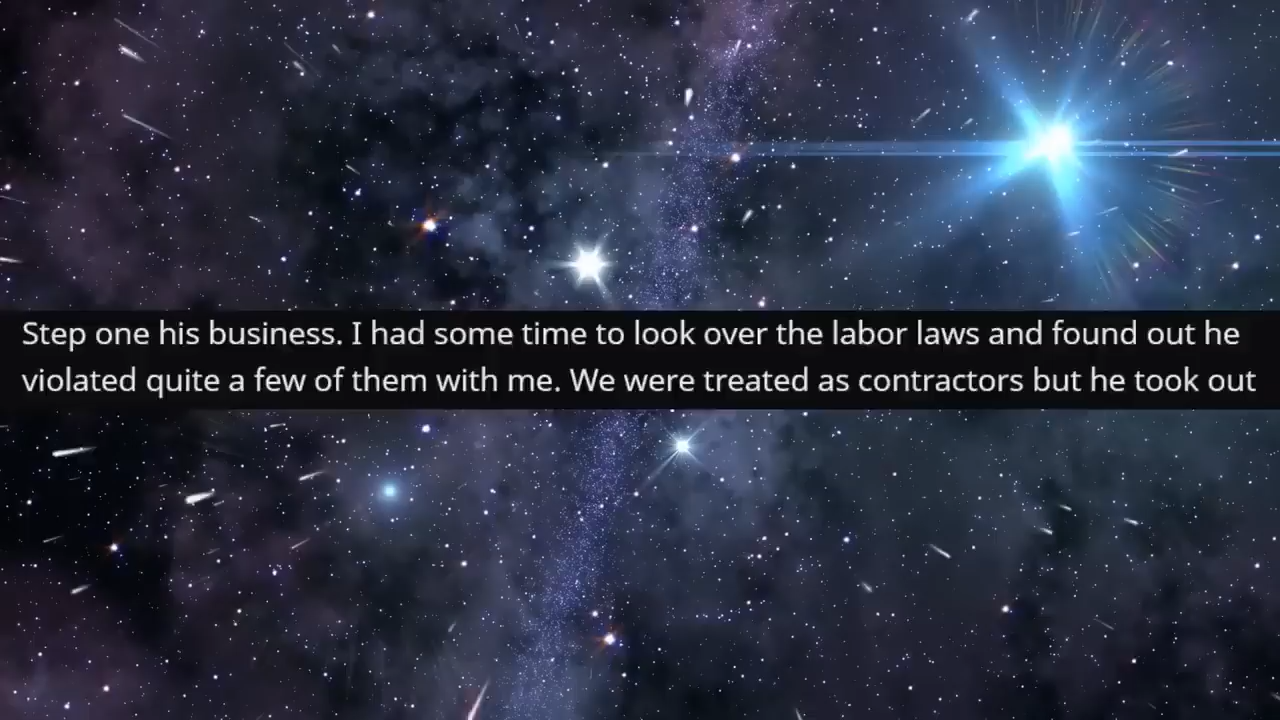 Step one his business. I had some time to look over the labor laws and found out he
violated quite a few of them with me. We were treated as contractors but he took out